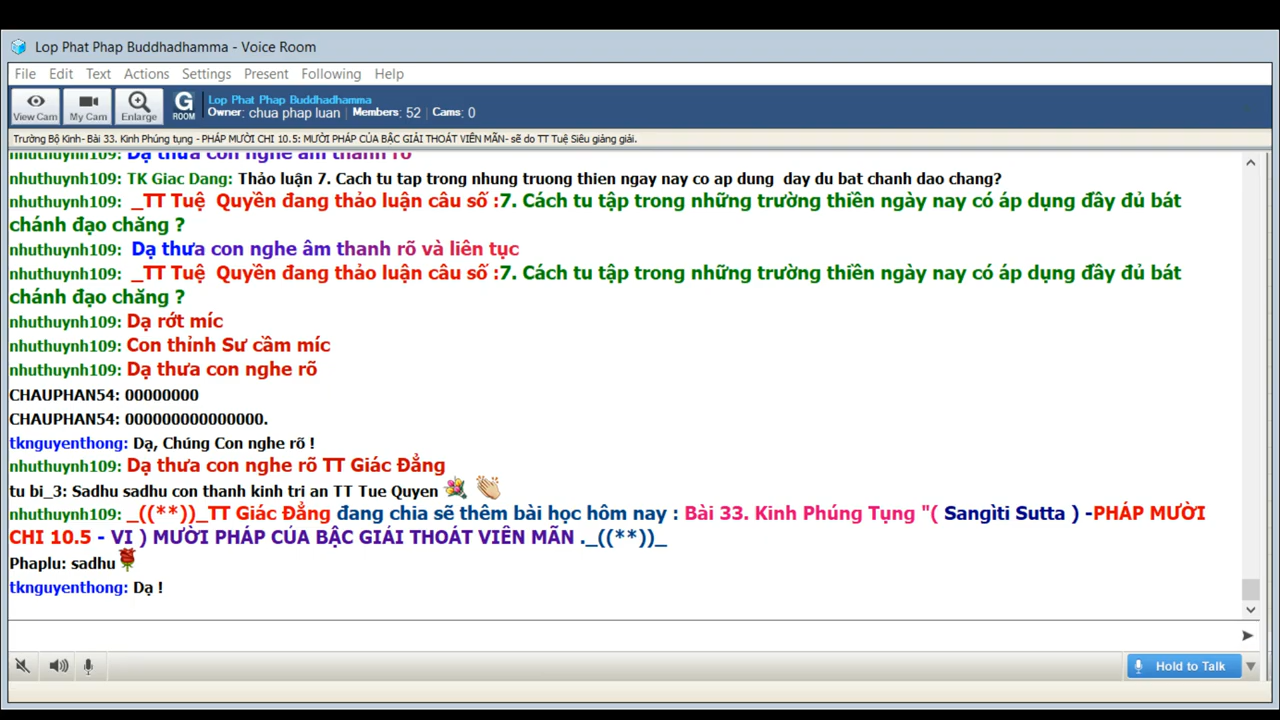 Lop Phat Phap Buddhadhamma - Voice Room
File Edit Text Actions Settings Present Following Help
View Cam My Cam Enlarge G ROOM Lop Phat Phap Buddhadhamma
Owner: chua phap luan | Members: 52 | Cams: 0
Trường Bộ Kinh- Bài 33. Kinh Phúng tụng - PHÁP MƯỜI CHI 10.5: MƯỜI PHÁP CỦA BẬC GIẢI THOÁT VIÊN MÃN- sẽ do TT Tuệ Siêu giảng giải.
nhuthuynh109: Dạ thưa con nghe âm thanh rõ
nhuthuynh109: TK Giac Dang: Thảo luận 7. Cach tu tap trong nhung truong thien ngay nay co ap dung day du bat chanh dao chang?
nhuthuynh109: _TT Tuệ Quyền đang thảo luận câu số :7. Cách tu tập trong những trường thiền ngày nay có áp dụng đầy đủ bát
chánh đạo chăng ?
nhuthuynh109: Dạ thưa con nghe âm thanh rõ và liên tục
nhuthuynh109: _TT Tuệ Quyền đang thảo luận câu số :7. Cách tu tập trong những trường thiền ngày nay có áp dụng đầy đủ bát
chánh đạo chăng ?
nhuthuynh109: Dạ rớt míc
nhuthuynh109: Con thỉnh Sư cầm míc
nhuthuynh109: Dạ thưa con nghe rõ
CHAUPHAN54: 00000000
CHAUPHAN54: 000000000000000.
tknguyenthong: Dạ, Chúng Con nghe rõ !
nhuthuynh109: Dạ thưa con nghe rõ TT Giác Đẳng
tu bi_3: Sadhu sadhu con thanh kinh tri an TT Tue Quyen
nhuthuynh109: _((**))_TT Giác Đẳng đang chia sẽ thêm bài học hôm nay : Bài 33. Kinh Phúng Tụng "( Sangìti Sutta ) -PHÁP MƯỜI
CHI 10.5 - VI ) MƯỜI PHÁP CỦA BẬC GIẢI THOÁT VIÊN MÃN ._((**))_
Phaplu: sadhu
tknguyenthong: Dạ !
Hold to Talk